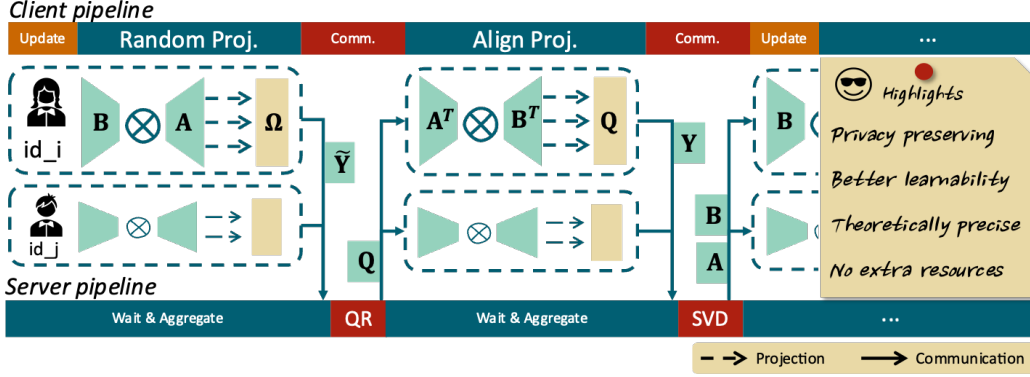 Client pipeline
Update
Random Proj.
Comm.
Align Proj.
Comm.
Update
...
id_i
B
A
Ω
Ỹ
A^T
B^T
Q
Y
B
Highlights
Privacy preserving
Better learnability
Theoretically precise
No extra resources
id_j
Q
B
A
Server pipeline
Wait & Aggregate
QR
Wait & Aggregate
SVD
...
Projection
Communication